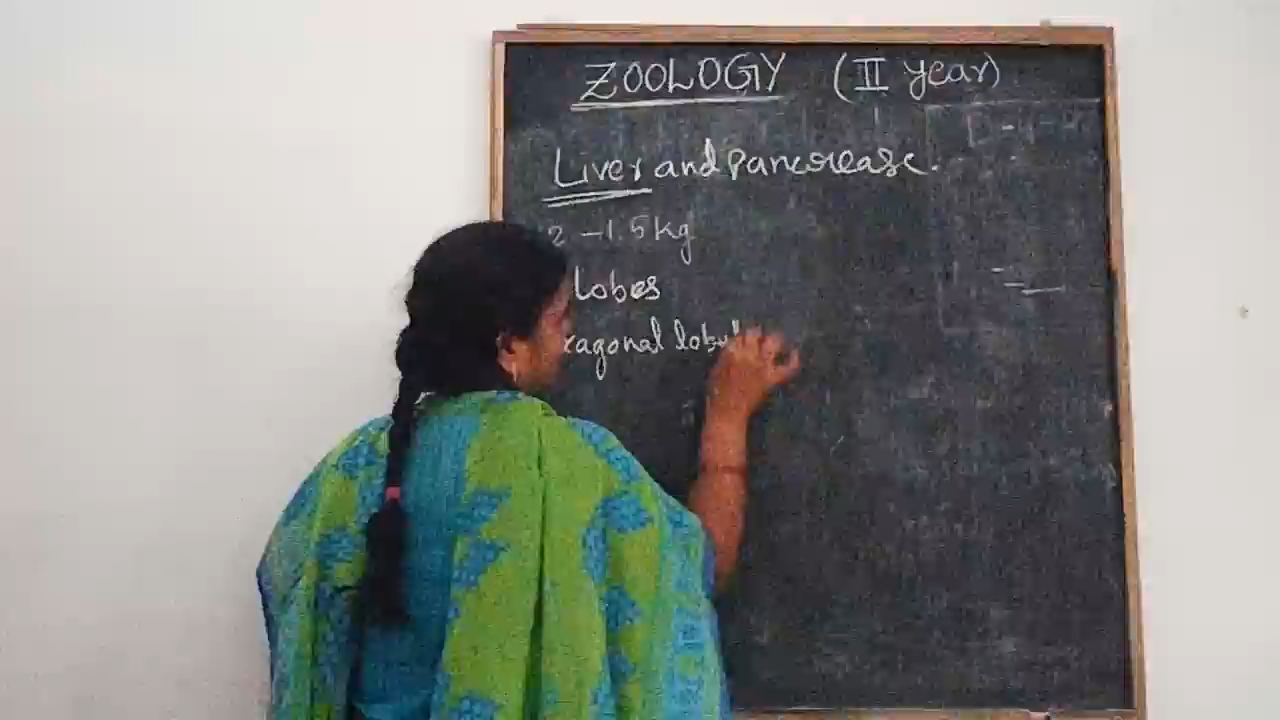 ZOOLOGY (II year)
Liver and Pancrease.
2 - 1.5 kg
lobes
xagonal lobul